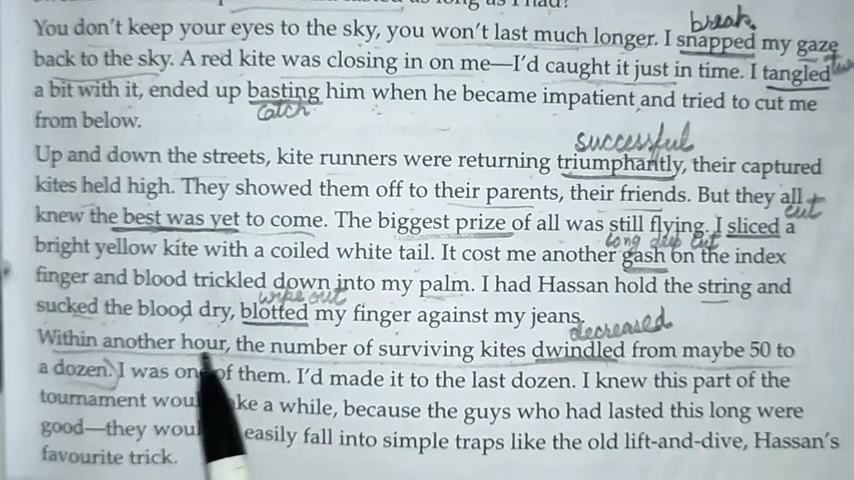 break
You don't keep your eyes to the sky, you won't last much longer. I snapped my gaze
back to the sky. A red kite was closing in on me—I'd caught it just in time. I tangled
a bit with it, ended up basting him when he became impatient and tried to cut me
catch
from below.
successful
Up and down the streets, kite runners were returning triumphantly, their captured
kites held high. They showed them off to their parents, their friends. But they all
cut
knew the best was yet to come. The biggest prize of all was still flying. I sliced a
long deep cut
bright yellow kite with a coiled white tail. It cost me another gash on the index
finger and blood trickled down into my palm. I had Hassan hold the string and
wipe out
sucked the blood dry, blotted my finger against my jeans.
decreased
Within another hour, the number of surviving kites dwindled from maybe 50 to
a dozen. I was one of them. I'd made it to the last dozen. I knew this part of the
tournament a while, because the guys who had lasted this long were
good—they easily fall into simple traps like the old lift-and-dive, Hassan's
favourite trick.